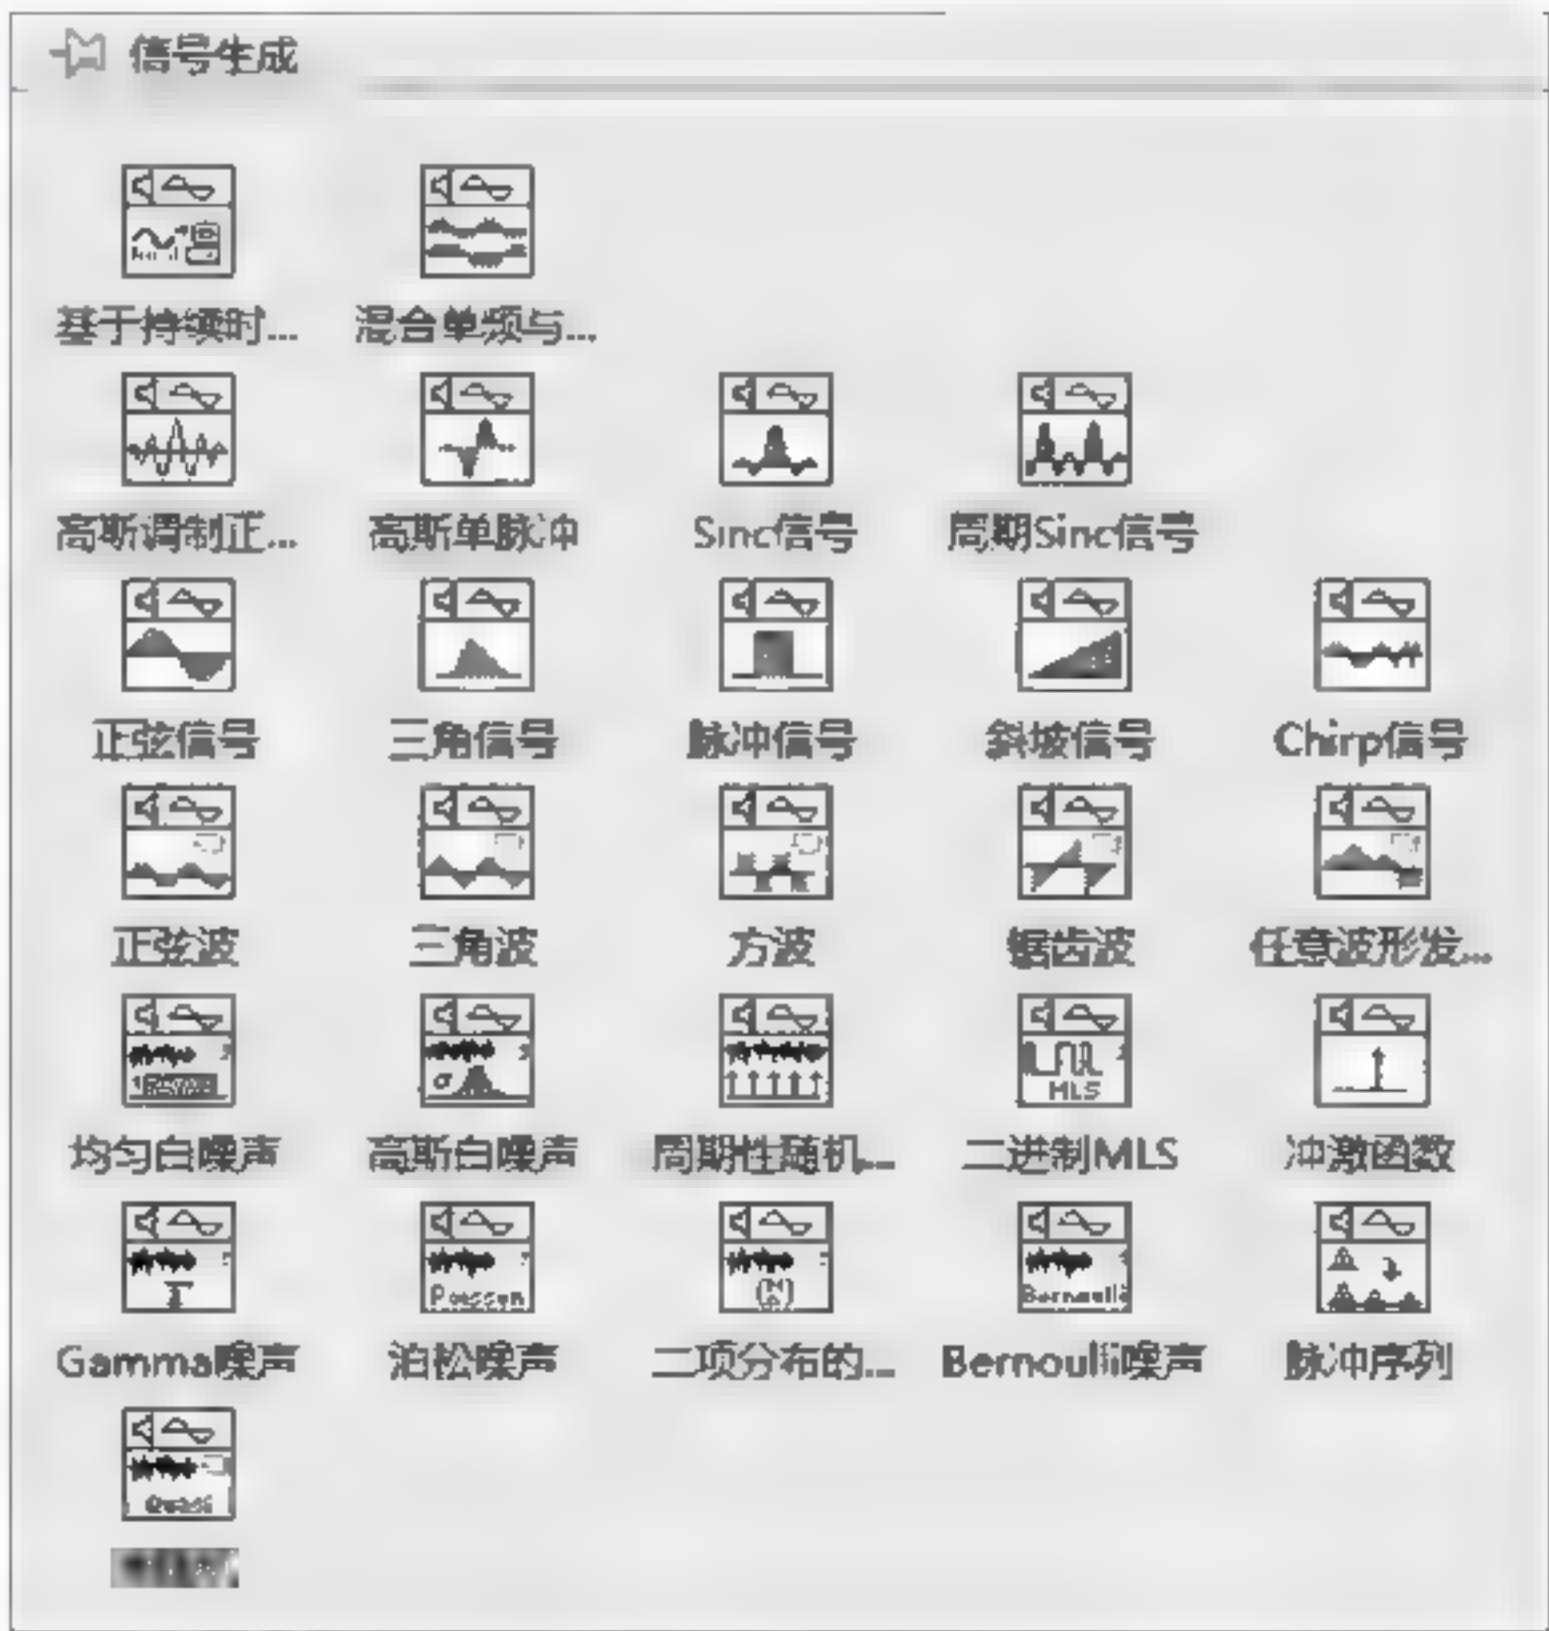 信号生成
基于持续时... 混合单频与...
高斯调制正... 高斯单脉冲 Sinc信号 周期Sinc信号
正弦信号 三角信号 脉冲信号 斜坡信号 Chirp信号
正弦波 三角波 方波 锯齿波 任意波形发...
σ MLS
均匀白噪声 高斯白噪声 周期性随机... 二进制MLS 冲激函数
Poisson Bernoulli
Gamma噪声 泊松噪声 二项分布的... Bernoulli噪声 脉冲序列
Quasi